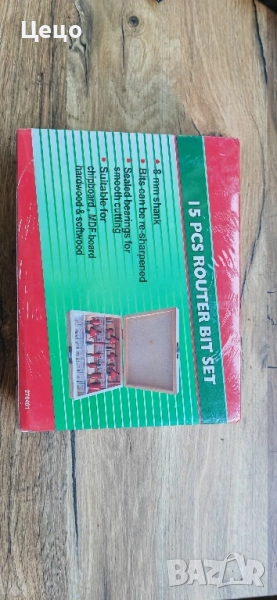 Цецо
15 PCS ROUTER BIT SET
• 8-mm shank
• Bits can be re-sharpened
• Sealed bearings for
smooth cutting
• Suitable for
chipboard, MDF board
hardwood & softwood
BAZAR